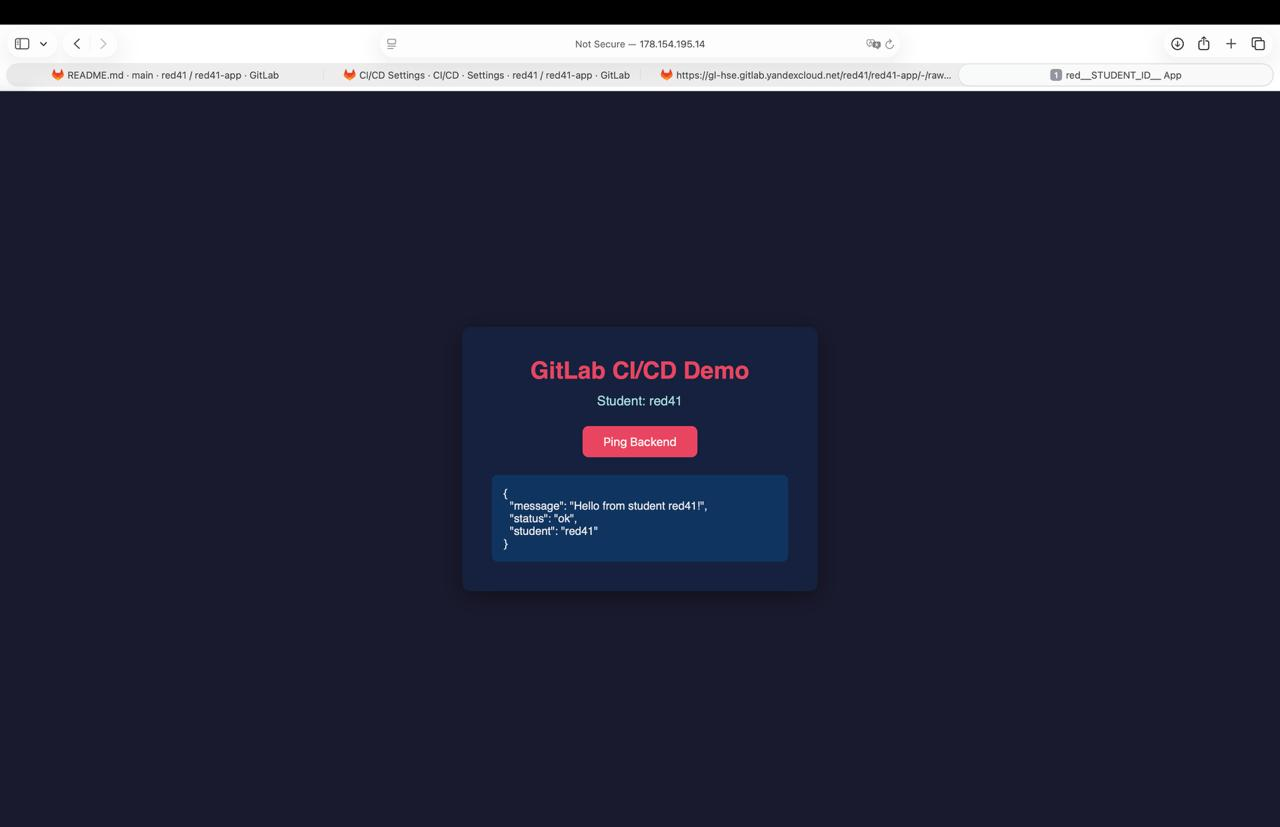 Not Secure — 178.154.195.14
README.md · main · red41 / red41-app · GitLab
CI/CD Settings · CI/CD · Settings · red41 / red41-app · GitLab
https://gl-hse.gitlab.yandexcloud.net/red41/red41-app/-/raw...
1 red__STUDENT_ID__ App
GitLab CI/CD Demo
Student: red41
Ping Backend
{
"message": "Hello from student red41!",
"status": "ok",
"student": "red41"
}